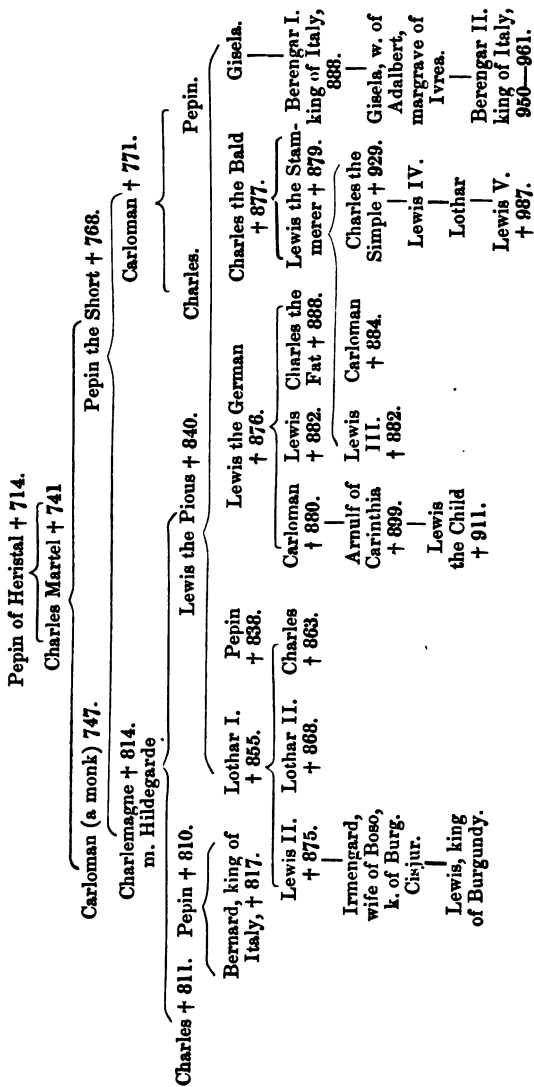 Pepin of Heristal † 714.
Charles Martel † 741
Carloman (a monk) 747.
Pepin the Short † 768.
Charlemagne † 814.
m. Hildegarde
Carloman † 771.
Charles † 811.
Pepin † 810.
Lewis the Pious † 840.
Charles.
Pepin.
Bernard, king of
Italy, † 817.
Lothar I.
† 855.
Pepin
† 838.
Lewis the German
† 876.
Charles the Bald
† 877.
Gisela.
Lewis II.
† 875.
Lothar II.
† 868.
Charles
† 863.
Carloman
† 880.
Lewis
† 882.
Charles the
Fat † 888.
Lewis the Stam-
merer † 879.
Berengar I.
king of Italy,
888.
Irmengard,
wife of Boso,
k. of Burg.
Cisjur.
Arnulf of
Carinthia
† 899.
Lewis
III.
† 882.
Carloman
† 884.
Charles the
Simple † 929.
Gisela, w. of
Adalbert,
margrave of
Ivrea.
Lewis, king
of Burgundy.
Lewis
the Child
† 911.
Lewis IV.
Lothar
Lewis V.
† 987.
Berengar II.
king of Italy,
950—961.